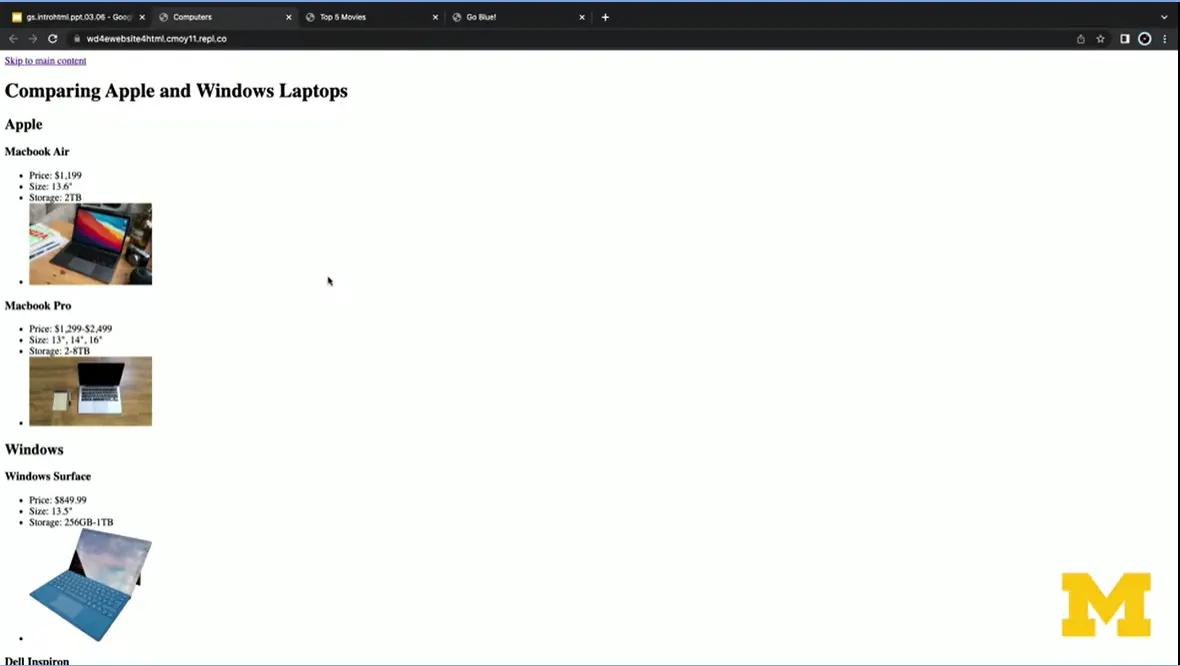 gs.introhtml.ppt.03.06 - Goog
Computers
Top 5 Movies
Go Blue!
wd4ewebsite4html.cmoy11.repl.co
Skip to main content
Comparing Apple and Windows Laptops
Apple
Macbook Air
Price: $1,199
Size: 13.6"
Storage: 2TB
Macbook Pro
Price: $1,299-$2,499
Size: 13", 14", 16"
Storage: 2-8TB
Windows
Windows Surface
Price: $849.99
Size: 13.5"
Storage: 256GB-1TB
M
Dell Inspiron